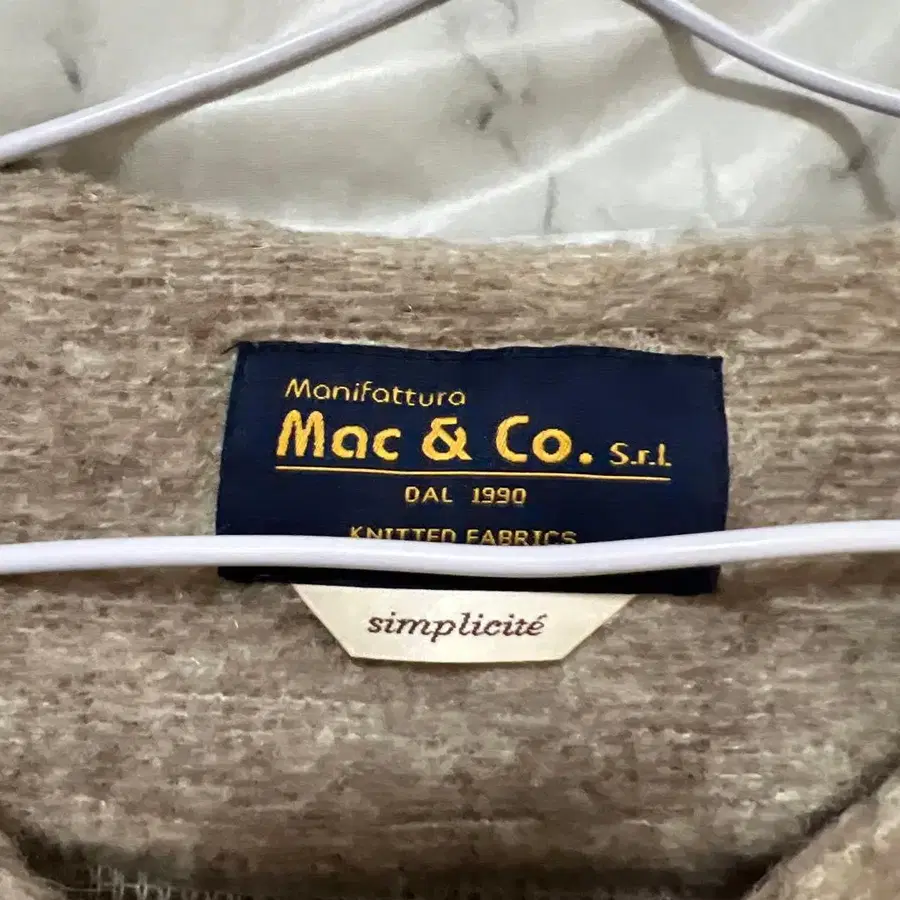 Manifattura
Mac & Co. S.r.l.
DAL 1990
KNITTED FABRICS
simplicité